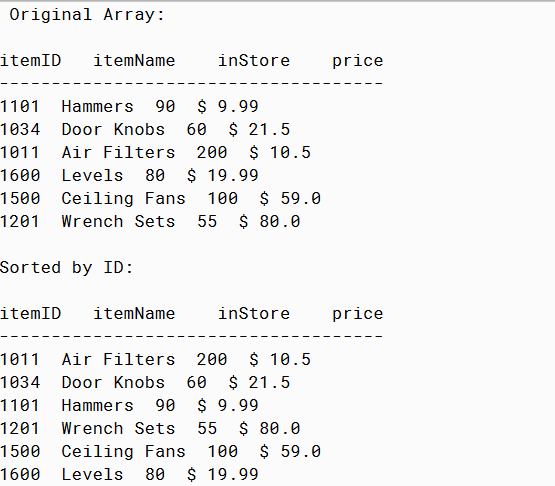 Original Array:
itemID   itemName    inStore    price
-------------------------------------
1101  Hammers  90  $ 9.99
1034  Door Knobs  60  $ 21.5
1011  Air Filters  200  $ 10.5
1600  Levels  80  $ 19.99
1500  Ceiling Fans  100  $ 59.0
1201  Wrench Sets  55  $ 80.0
Sorted by ID:
itemID   itemName    inStore    price
-------------------------------------
1011  Air Filters  200  $ 10.5
1034  Door Knobs  60  $ 21.5
1101  Hammers  90  $ 9.99
1201  Wrench Sets  55  $ 80.0
1500  Ceiling Fans  100  $ 59.0
1600  Levels  80  $ 19.99